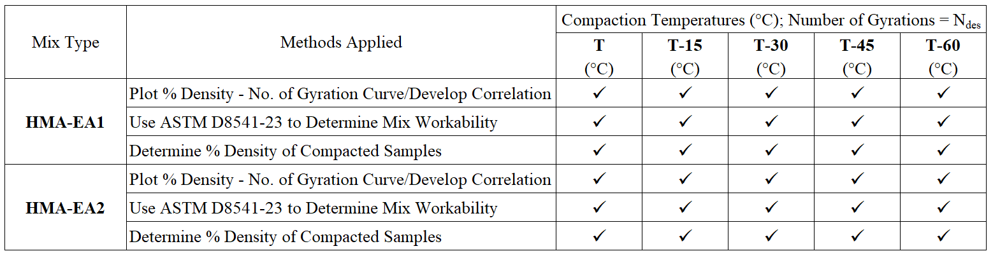 Mix Type Methods Applied Compaction Temperatures (°C); Number of Gyrations = Ndes
T T-15 T-30 T-45 T-60
(°C) (°C) (°C) (°C) (°C)
HMA-EA1
Plot % Density - No. of Gyration Curve/Develop Correlation ✓ ✓ ✓ ✓ ✓
Use ASTM D8541-23 to Determine Mix Workability ✓ ✓ ✓ ✓ ✓
Determine % Density of Compacted Samples ✓ ✓ ✓ ✓ ✓
HMA-EA2
Plot % Density - No. of Gyration Curve/Develop Correlation ✓ ✓ ✓ ✓ ✓
Use ASTM D8541-23 to Determine Mix Workability ✓ ✓ ✓ ✓ ✓
Determine % Density of Compacted Samples ✓ ✓ ✓ ✓ ✓